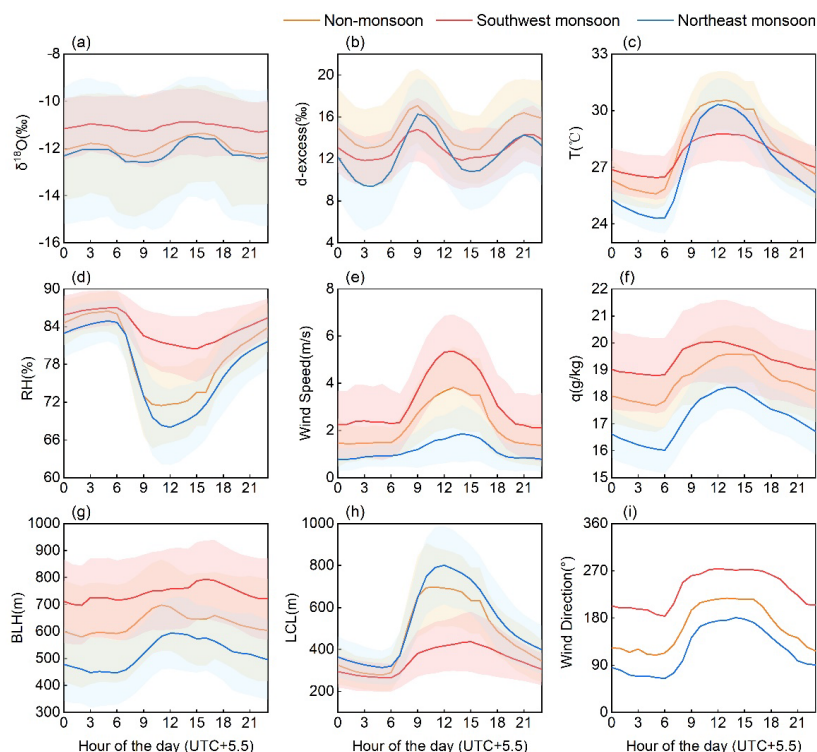 Non-monsoon Southwest monsoon Northeast monsoon
(a) (b) (c)
-8 22 33
-10 20 30
-12 16 27
-14 12 24
-16 8
4
δ¹⁸O(‰) d-excess(‰) T(℃)
0 3 6 9 12 15 18 21 0 3 6 9 12 15 18 21 0 3 6 9 12 15 18 21
(d) (e) (f)
90 8 22
84 6 21
78 4 20
72 2 19
66 0 18
60 17
16
15
RH(%) Wind Speed(m/s) q(g/kg)
0 3 6 9 12 15 18 21 0 3 6 9 12 15 18 21 0 3 6 9 12 15 18 21
(g) (h) (i)
1000 1000 360
900 800 270
800 600 180
700 400 90
600 200 0
500
400
300
BLH(m) LCL(m) Wind Direction(°)
0 3 6 9 12 15 18 21 0 3 6 9 12 15 18 21 0 3 6 9 12 15 18 21
Hour of the day (UTC+5.5) Hour of the day (UTC+5.5) Hour of the day (UTC+5.5)